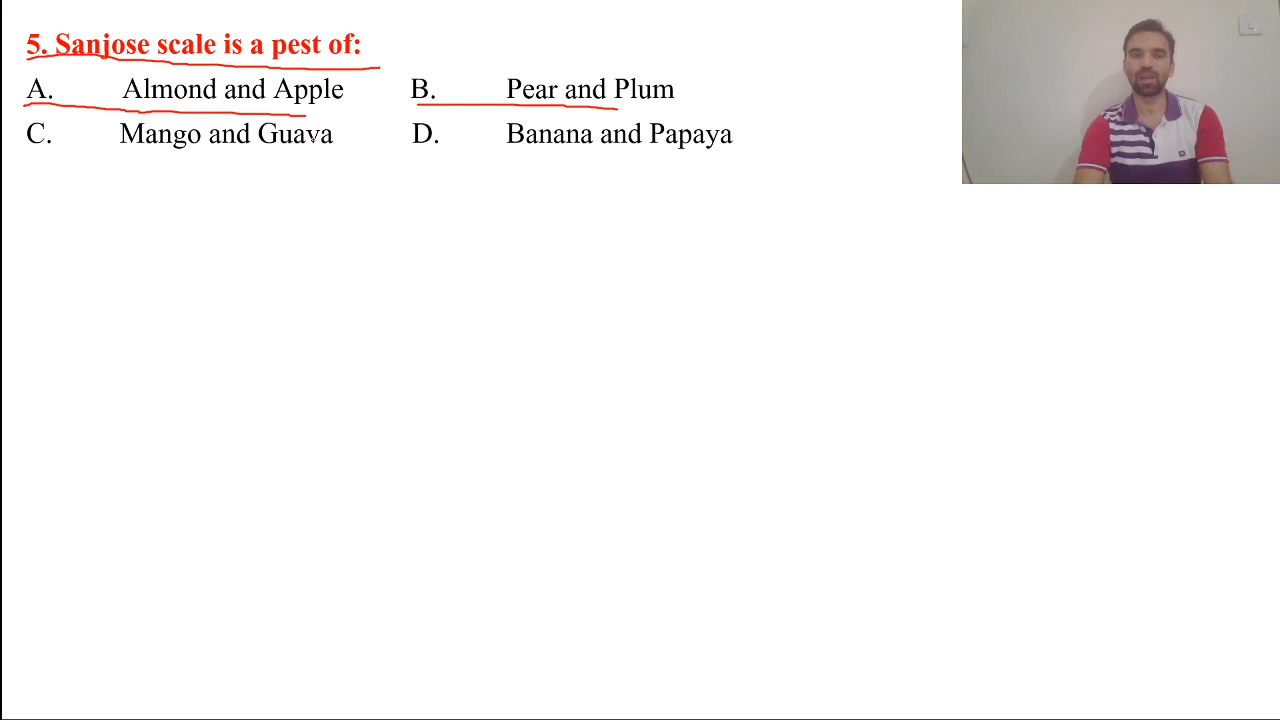 5. Sanjose scale is a pest of:
A. Almond and Apple B. Pear and Plum
C. Mango and Guava D. Banana and Papaya